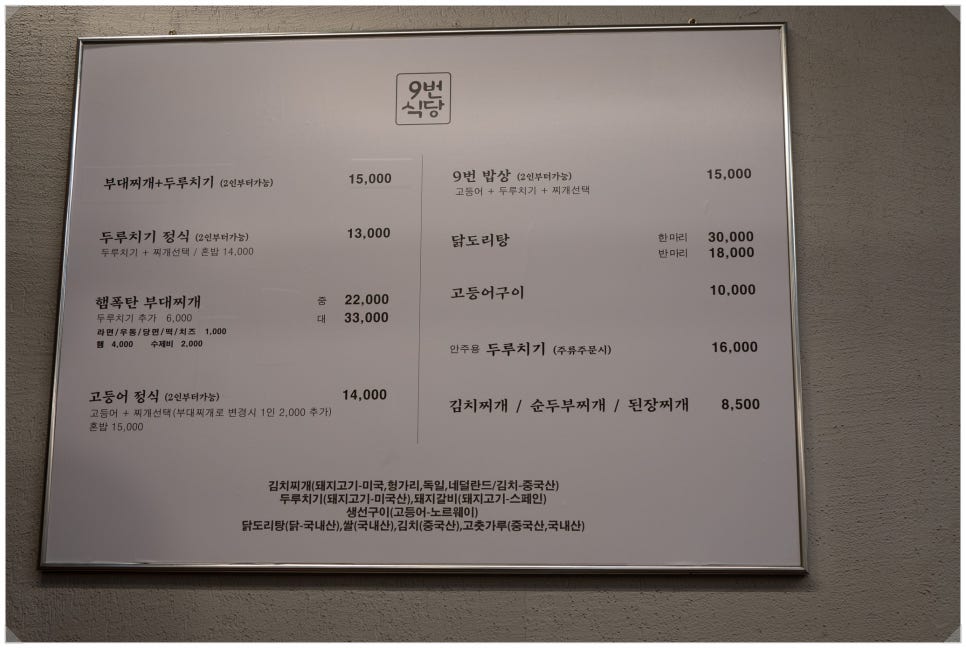 9번
식당
부대찌개+두루치기 (2인부터가능) 15,000
두루치기 정식 (2인부터가능) 13,000
두루치기 + 찌개선택 / 혼밥 14,000
햄폭탄 부대찌개 중 22,000
두루치기 추가 6,000 대 33,000
라면/우동/당면/떡/치즈 1,000
햄 4,000 수제비 2,000
고등어 정식 (2인부터가능) 14,000
고등어 + 찌개선택(부대찌개로 변경시 1인 2,000 추가)
혼밥 15,000
9번 밥상 (2인부터가능) 15,000
고등어 + 두루치기 + 찌개선택
닭도리탕 한마리 30,000
반마리 18,000
고등어구이 10,000
안주용 두루치기 (주류주문시) 16,000
김치찌개 / 순두부찌개 / 된장찌개 8,500
김치찌개(돼지고기-미국,헝가리,독일,네덜란드/김치-중국산)
두루치기(돼지고기-미국산),돼지갈비(돼지고기-스페인)
생선구이(고등어-노르웨이)
닭도리탕(닭-국내산),쌀(국내산),김치(중국산),고춧가루(중국산,국내산)